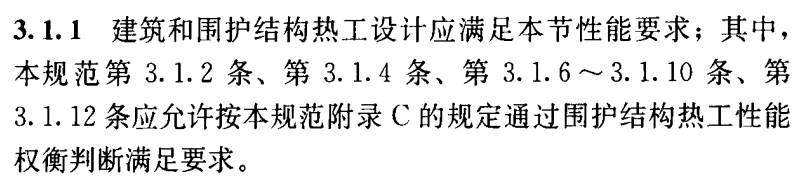 3.1.1 建筑和围护结构热工设计应满足本节性能要求；其中，
本规范第 3.1.2 条、第 3.1.4 条、第 3.1.6～3.1.10 条、第
3.1.12 条应允许按本规范附录 C 的规定通过围护结构热工性能
权衡判断满足要求。